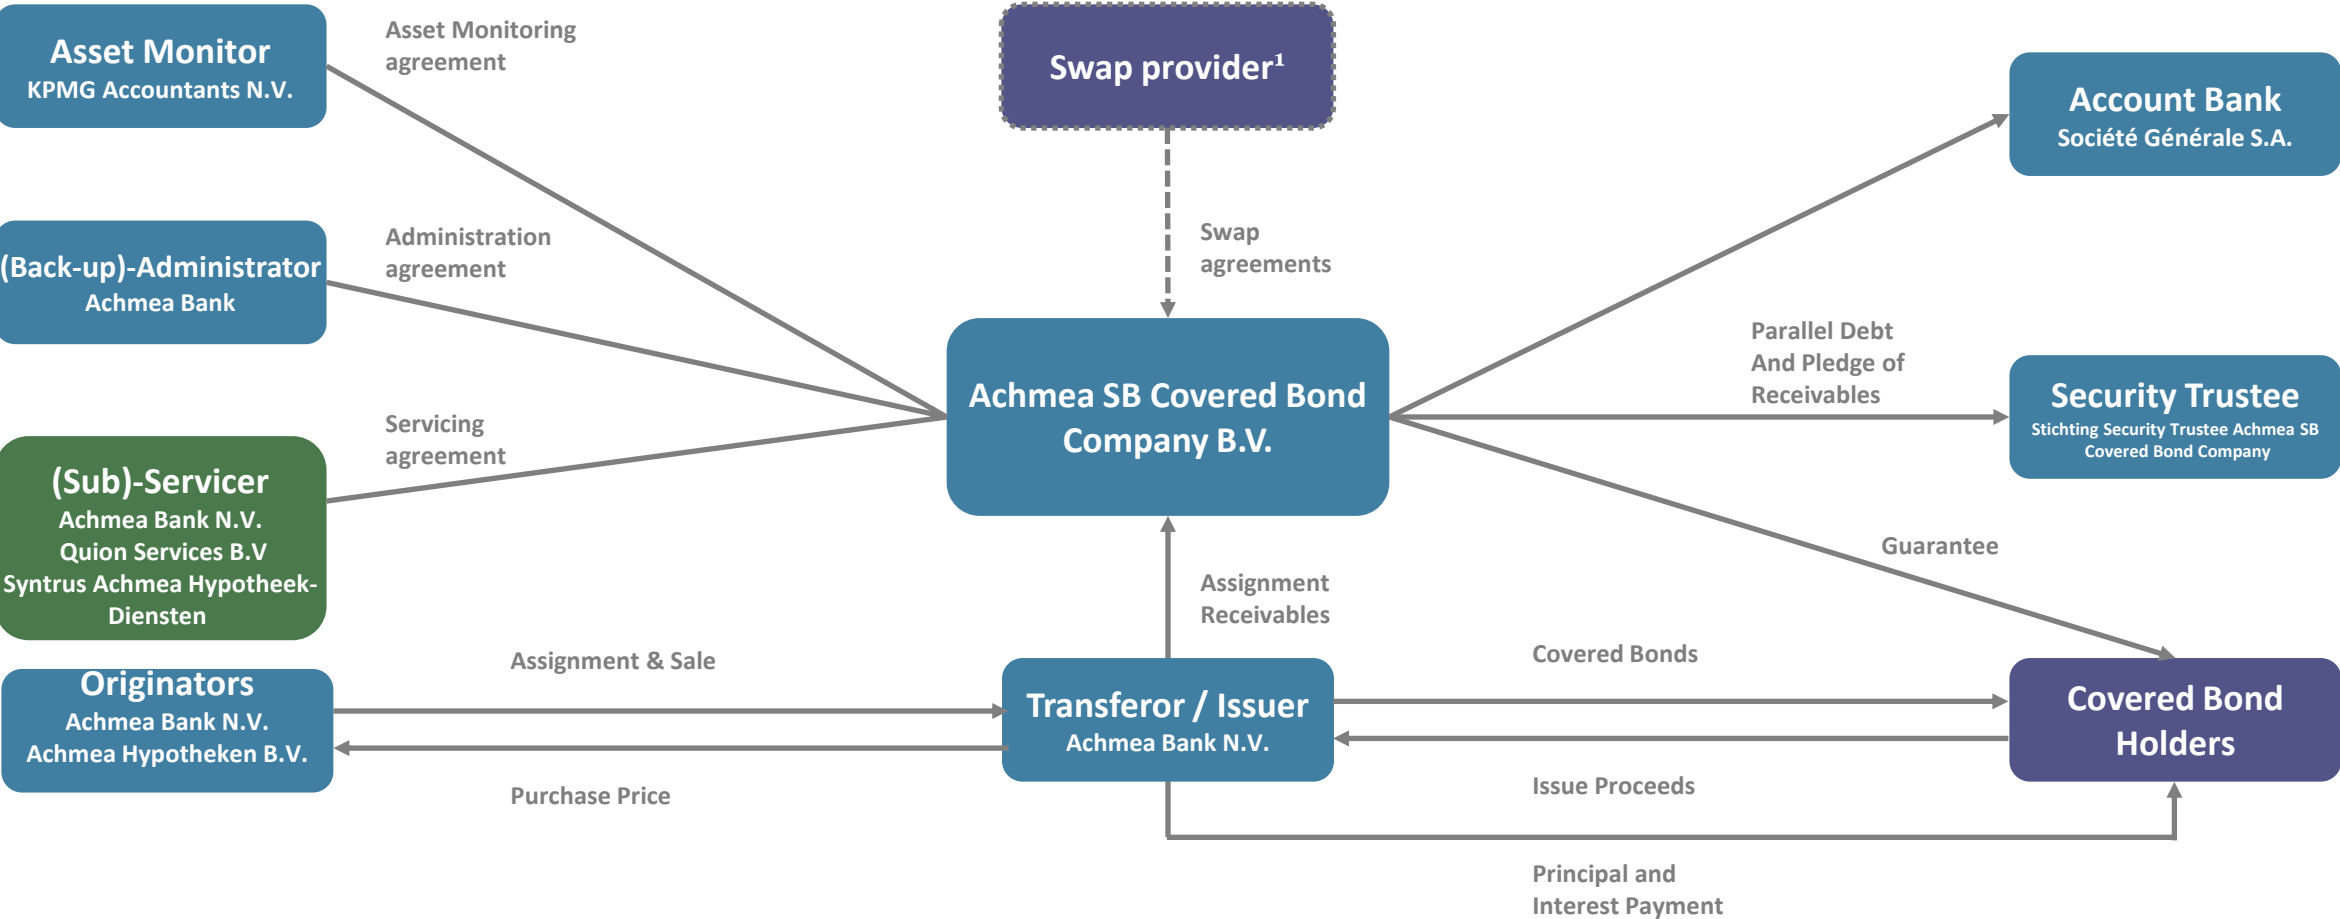 Asset Monitor
KPMG Accountants N.V.
Asset Monitoring
agreement
Swap provider¹
Account Bank
Société Générale S.A.
(Back-up)-Administrator
Achmea Bank
Administration
agreement
Swap
agreements
Achmea SB Covered Bond
Company B.V.
Parallel Debt
And Pledge of
Receivables
Security Trustee
Stichting Security Trustee Achmea SB
Covered Bond Company
Servicing
agreement
(Sub)-Servicer
Achmea Bank N.V.
Quion Services B.V
Syntrus Achmea Hypotheek-
Diensten
Guarantee
Assignment
Receivables
Originators
Achmea Bank N.V.
Achmea Hypotheken B.V.
Assignment & Sale
Purchase Price
Transferor / Issuer
Achmea Bank N.V.
Covered Bonds
Issue Proceeds
Covered Bond
Holders
Principal and
Interest Payment